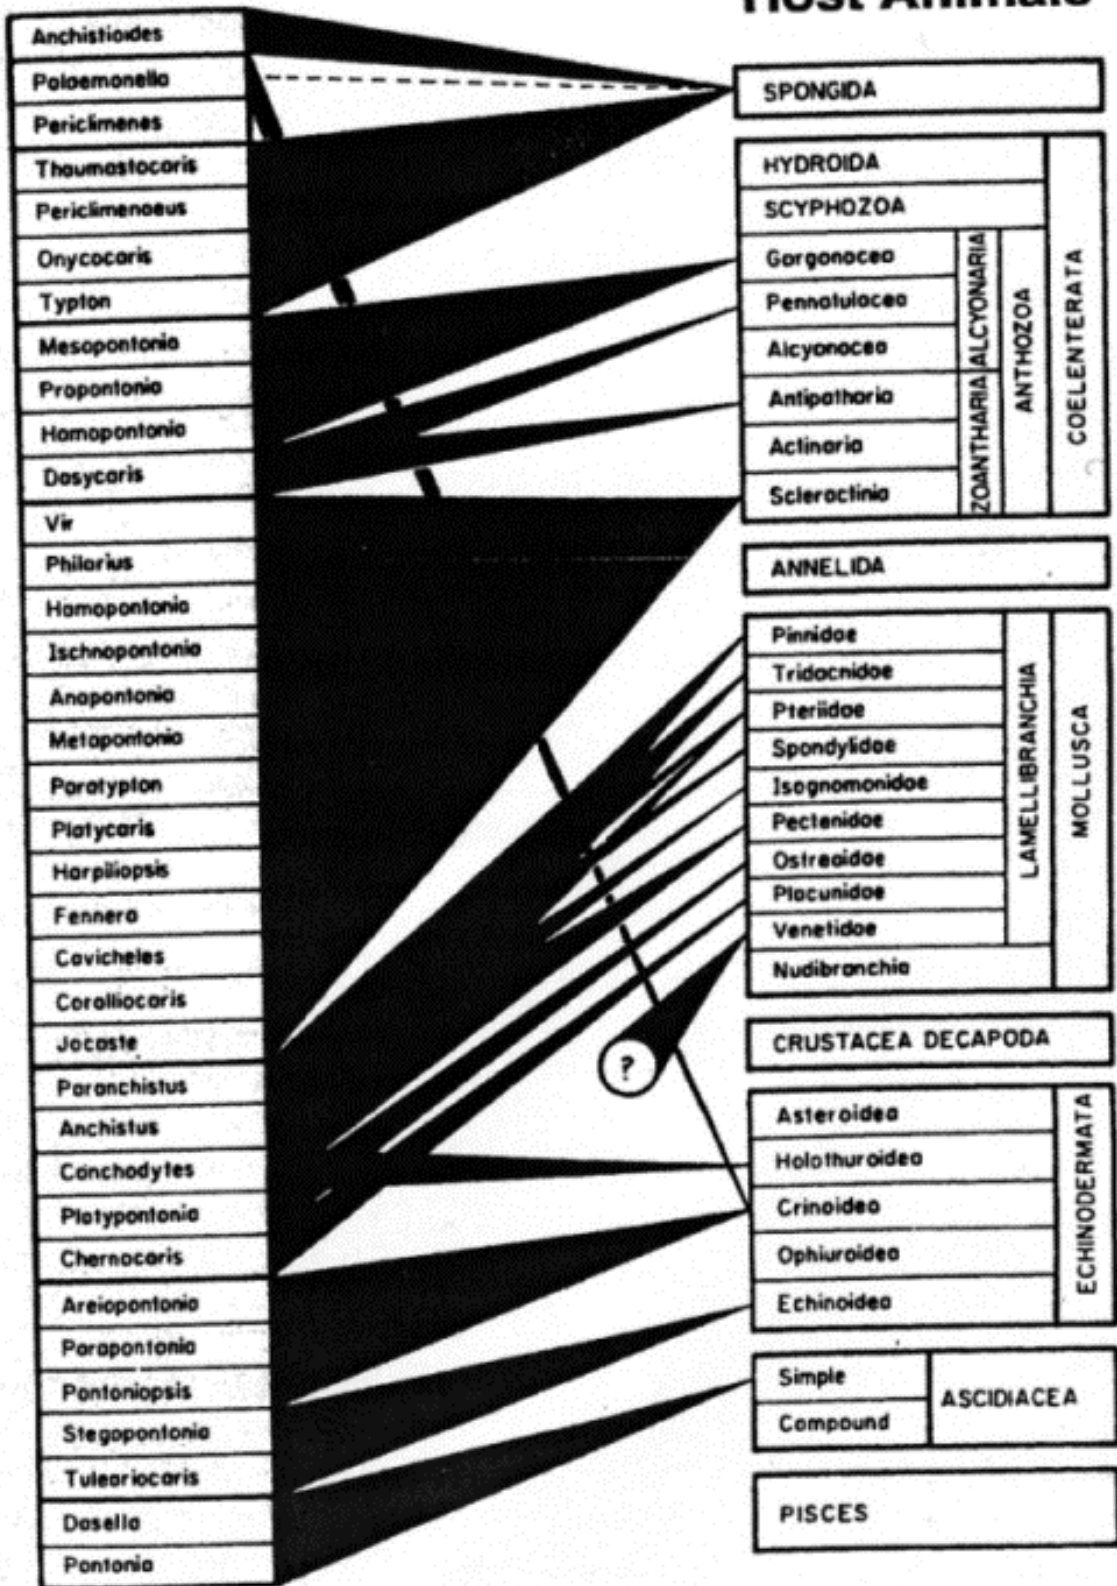 Host Animals
Anchistioides
Palaemonella
Periclimenes
Thaumastocaris
Periclimenaeus
Onycocaris
Typton
Mesopontonia
Propontonia
Hamopontonia
Dasycaris
Vir
Philarius
Hamopontonia
Ischnopontonia
Anapontonia
Metapontonia
Paratypton
Platycaris
Harpiliopsis
Fennera
Cavicheles
Coralliocaris
Jocaste
Paranchistus
Anchistus
Conchodytes
Platypontonia
Chernocaris
Areiopontonia
Parapontonia
Pontoniopsis
Stegopontonia
Tuleariocaris
Dasella
Pontonia
?
SPONGIDA
HYDROIDA
SCYPHOZOA
Gorgonacea
Pennatulacea
Alcyonacea
Antipatharia
Actinaria
Scleractinia
ALCYONARIA
ZOANTHARIA
ANTHOZOA
COELENTERATA
ANNELIDA
Pinnidae
Tridacnidae
Pteriidae
Spondylidae
Isognomonidae
Pectenidae
Ostreaidae
Placunidae
Venetidae
Nudibranchia
LAMELLIBRANCHIA
MOLLUSCA
CRUSTACEA DECAPODA
Asteroidea
Holothuroidea
Crinoidea
Ophiuroidea
Echinoidea
ECHINODERMATA
Simple
Compound
ASCIDIACEA
PISCES